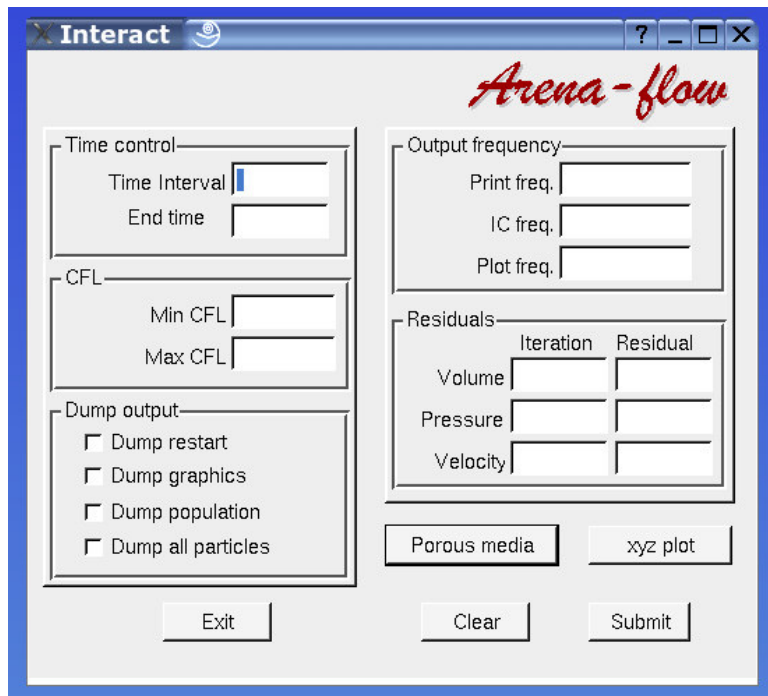 Interact
?
Arena-flow
Time control
Time Interval
End time
CFL
Min CFL
Max CFL
Dump output
Dump restart
Dump graphics
Dump population
Dump all particles
Output frequency
Print freq.
IC freq.
Plot freq.
Residuals
Iteration Residual
Volume
Pressure
Velocity
Porous media
xyz plot
Exit
Clear
Submit